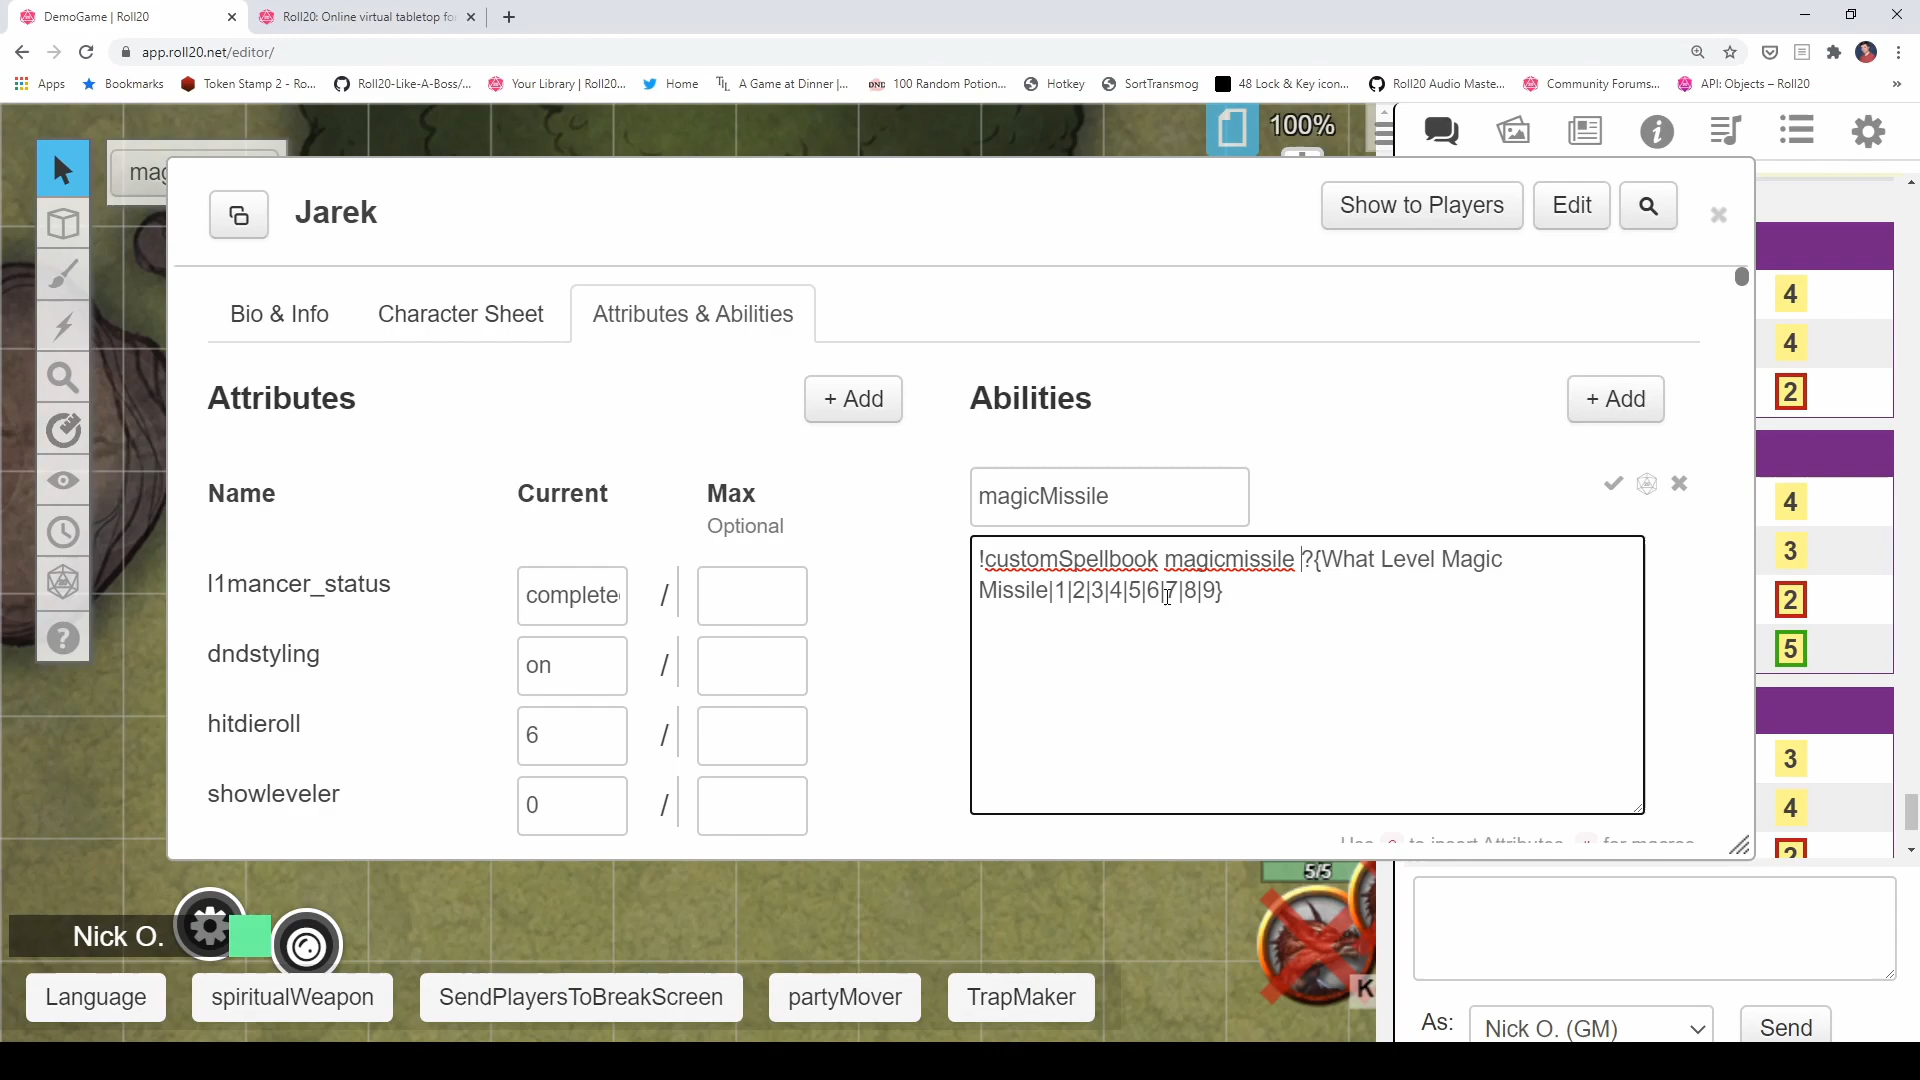 DemoGame | Roll20
Roll20: Online virtual tabletop fo
app.roll20.net/editor/
Apps
Bookmarks
Token Stamp 2 - Ro...
Roll20-Like-A-Boss/...
Your Library | Roll20...
Home
A Game at Dinner |...
100 Random Potion...
Hotkey
SortTransmog
48 Lock & Key icon...
Roll20 Audio Maste...
Community Forums...
API: Objects – Roll20
»
100%
mag
Jarek
Show to Players
Edit
Bio & Info
Character Sheet
Attributes & Abilities
Attributes
+ Add
Abilities
+ Add
Name
Current
Max
Optional
l1mancer_status
complete
/
dndstyling
on
/
hitdieroll
6
/
showleveler
0
/
magicMissile
!customSpellbook magicmissile ?{What Level Magic
Missile|1|2|3|4|5|6|7|8|9}
4
4
2
4
3
2
5
3
4
2
5/5
K
Nick O.
Language
spiritualWeapon
SendPlayersToBreakScreen
partyMover
TrapMaker
As:
Nick O. (GM)
Send